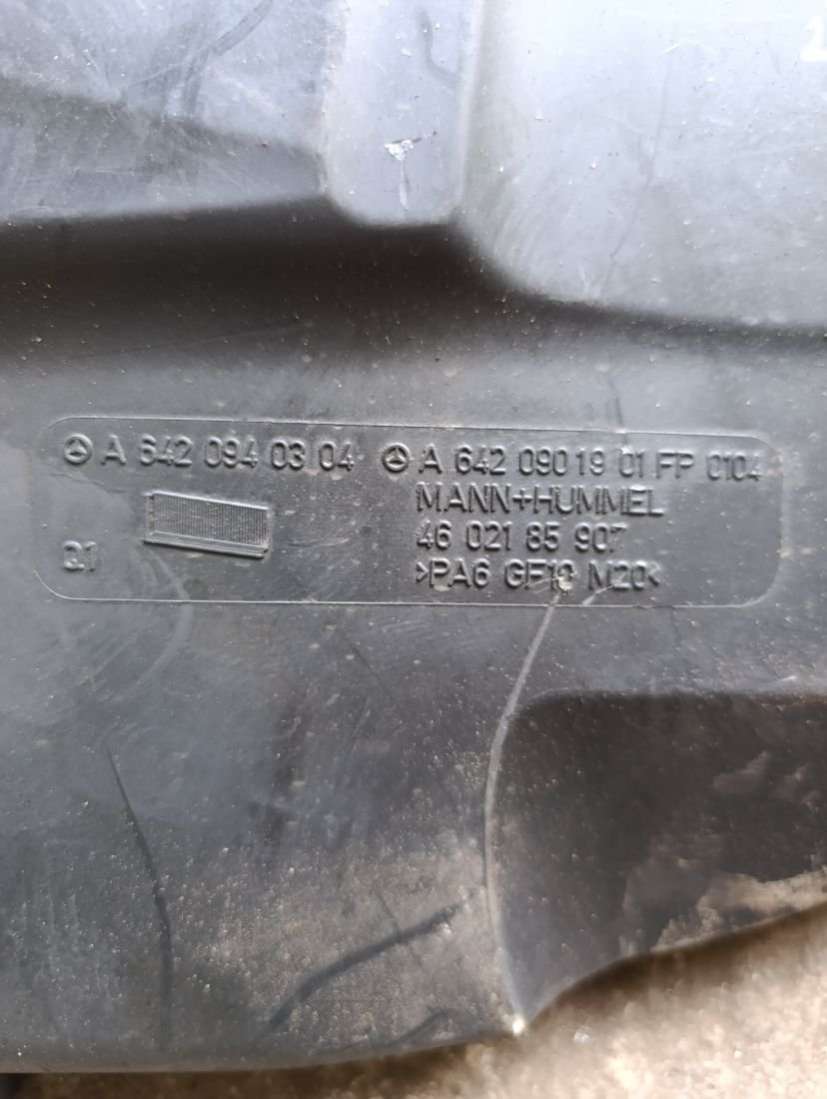 A 642 094 03 04
Q1
A 642 090 19 01 FP 0104
MANN+HUMMEL
46 021 85 907
>PA6 GF10 M20<